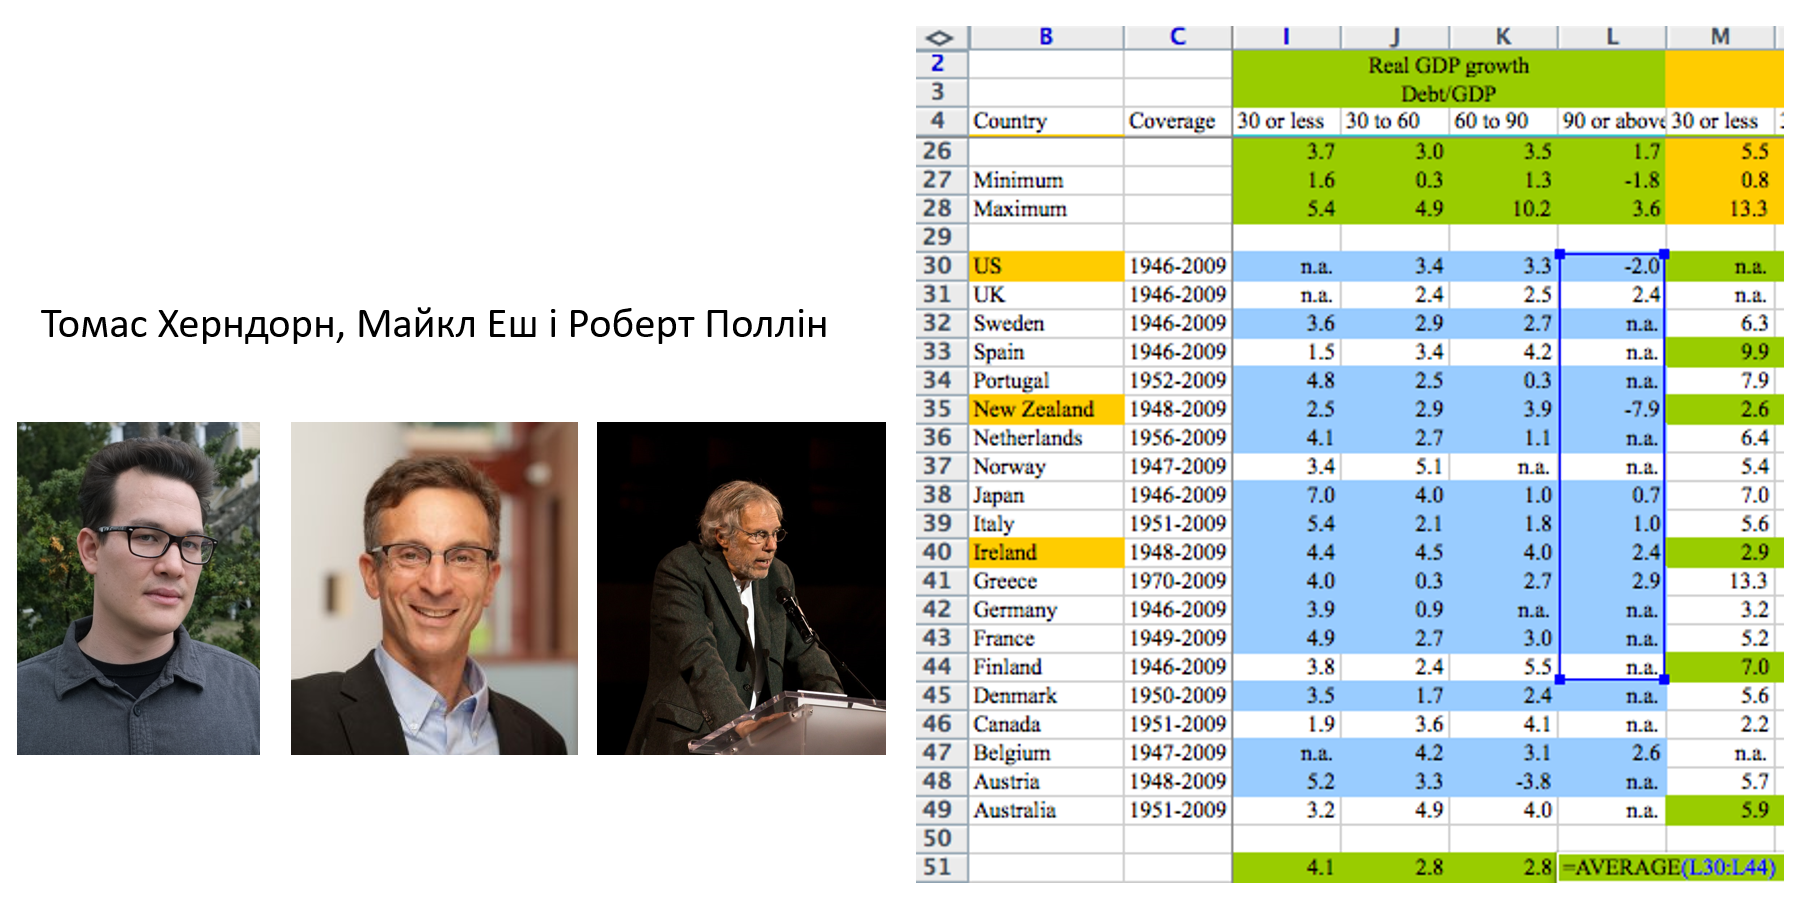 Томас Херндорн, Майкл Еш і Роберт Поллін
B C I J K L M
2 Real GDP growth
3 Debt/GDP
4 Country Coverage 30 or less 30 to 60 60 to 90 90 or above 30 or less
26 3.7 3.0 3.5 1.7 5.5
27 Minimum 1.6 0.3 1.3 -1.8 0.8
28 Maximum 5.4 4.9 10.2 3.6 13.3
29
30 US 1946-2009 n.a. 3.4 3.3 -2.0 n.a.
31 UK 1946-2009 n.a. 2.4 2.5 2.4 n.a.
32 Sweden 1946-2009 3.6 2.9 2.7 n.a. 6.3
33 Spain 1946-2009 1.5 3.4 4.2 n.a. 9.9
34 Portugal 1952-2009 4.8 2.5 0.3 n.a. 7.9
35 New Zealand 1948-2009 2.5 2.9 3.9 -7.9 2.6
36 Netherlands 1956-2009 4.1 2.7 1.1 n.a. 6.4
37 Norway 1947-2009 3.4 5.1 n.a. n.a. 5.4
38 Japan 1946-2009 7.0 4.0 1.0 0.7 7.0
39 Italy 1951-2009 5.4 2.1 1.8 1.0 5.6
40 Ireland 1948-2009 4.4 4.5 4.0 2.4 2.9
41 Greece 1970-2009 4.0 0.3 2.7 2.9 13.3
42 Germany 1946-2009 3.9 0.9 n.a. n.a. 3.2
43 France 1949-2009 4.9 2.7 3.0 n.a. 5.2
44 Finland 1946-2009 3.8 2.4 5.5 n.a. 7.0
45 Denmark 1950-2009 3.5 1.7 2.4 n.a. 5.6
46 Canada 1951-2009 1.9 3.6 4.1 n.a. 2.2
47 Belgium 1947-2009 n.a. 4.2 3.1 2.6 n.a.
48 Austria 1948-2009 5.2 3.3 -3.8 n.a. 5.7
49 Australia 1951-2009 3.2 4.9 4.0 n.a. 5.9
50
51 4.1 2.8 2.8 =AVERAGE(L30:L44)